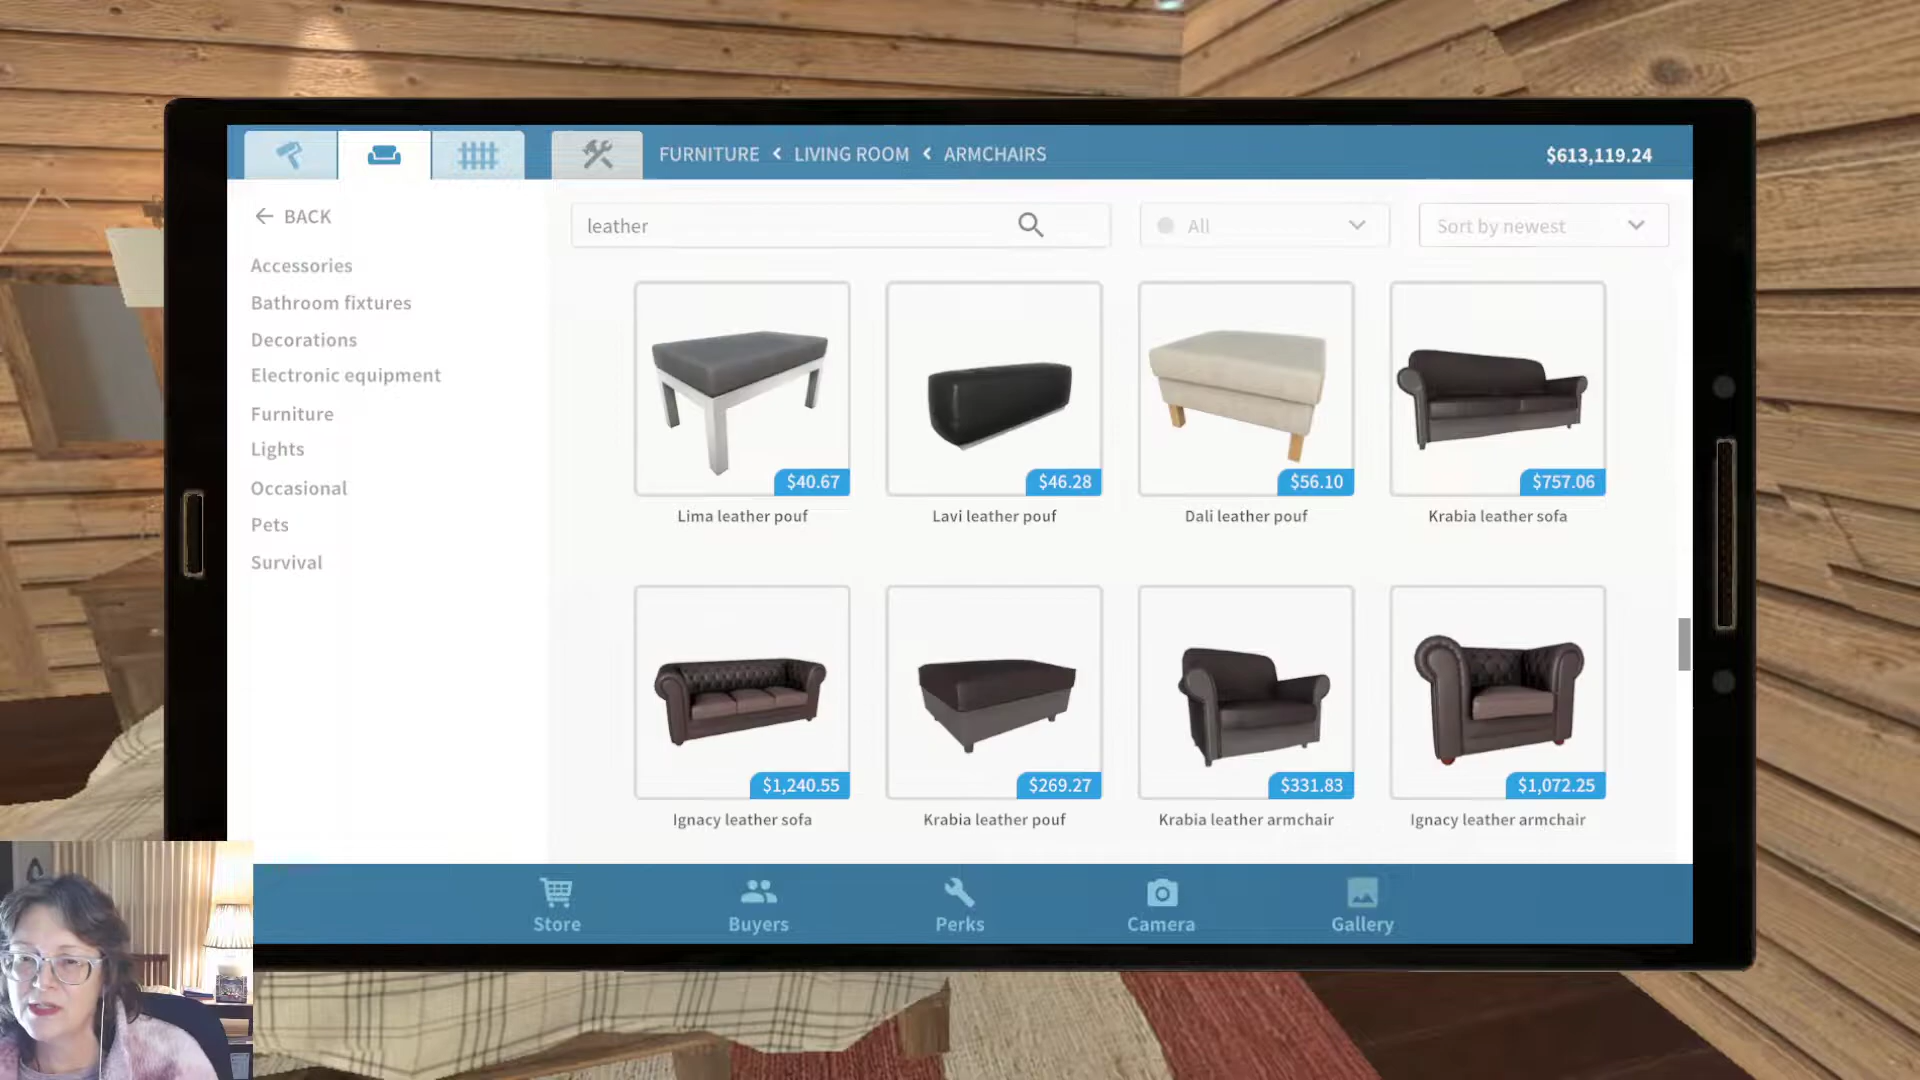 FURNITURE < LIVING ROOM < ARMCHAIRS
$613,119.24
BACK
Accessories
Bathroom fixtures
Decorations
Electronic equipment
Furniture
Lights
Occasional
Pets
Survival
leather
All
Sort by newest
$40.67
$46.28
$56.10
$757.06
Lima leather pouf
Lavi leather pouf
Dali leather pouf
Krabia leather sofa
$1,240.55
$269.27
$331.83
$1,072.25
Ignacy leather sofa
Krabia leather pouf
Krabia leather armchair
Ignacy leather armchair
Store
Buyers
Perks
Camera
Gallery